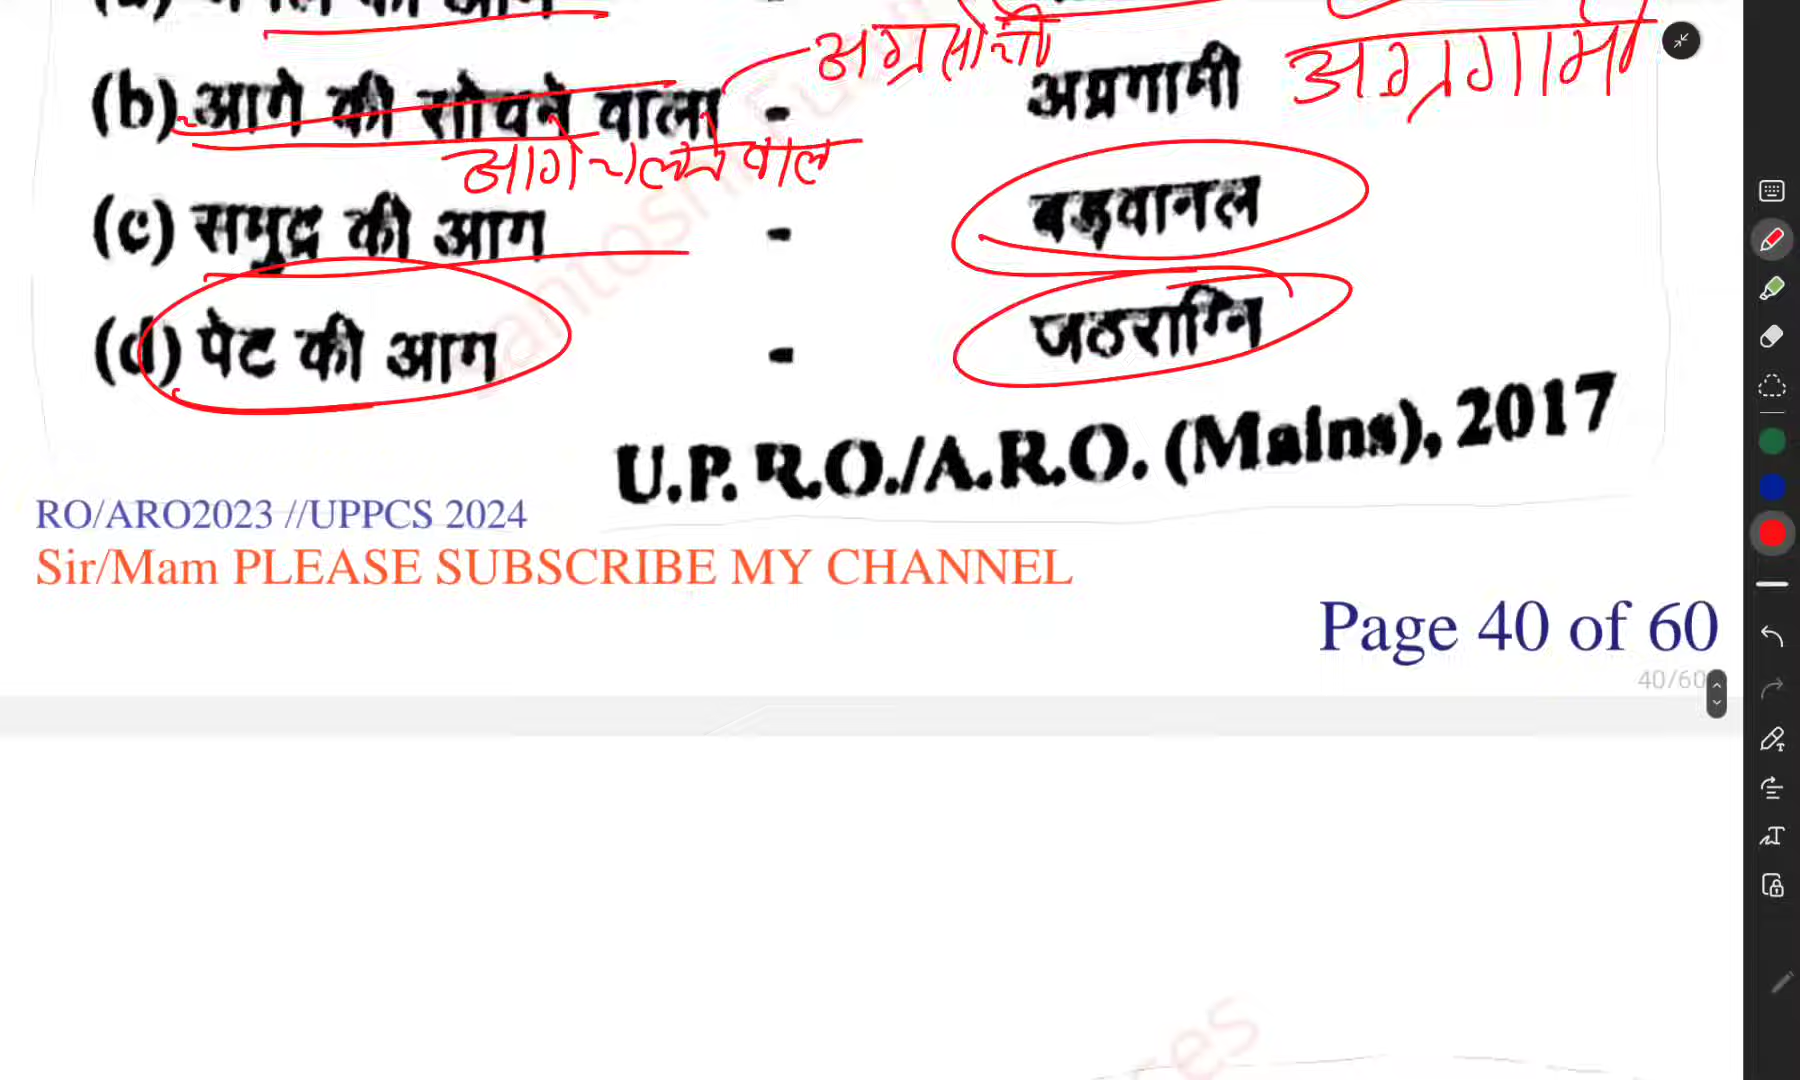 की आग
अग्रसोची
(b) आगे की सोचने वाला - अग्रगामी अग्रगामी
आगे चलने वाल
(c) समुद्र की आग - बड़वानल
(d) पेट की आग - जठराग्नि
U.P. R.O./A.R.O. (Mains), 2017
RO/ARO2023 //UPPCS 2024
Sir/Mam PLEASE SUBSCRIBE MY CHANNEL
Page 40 of 60
40/60